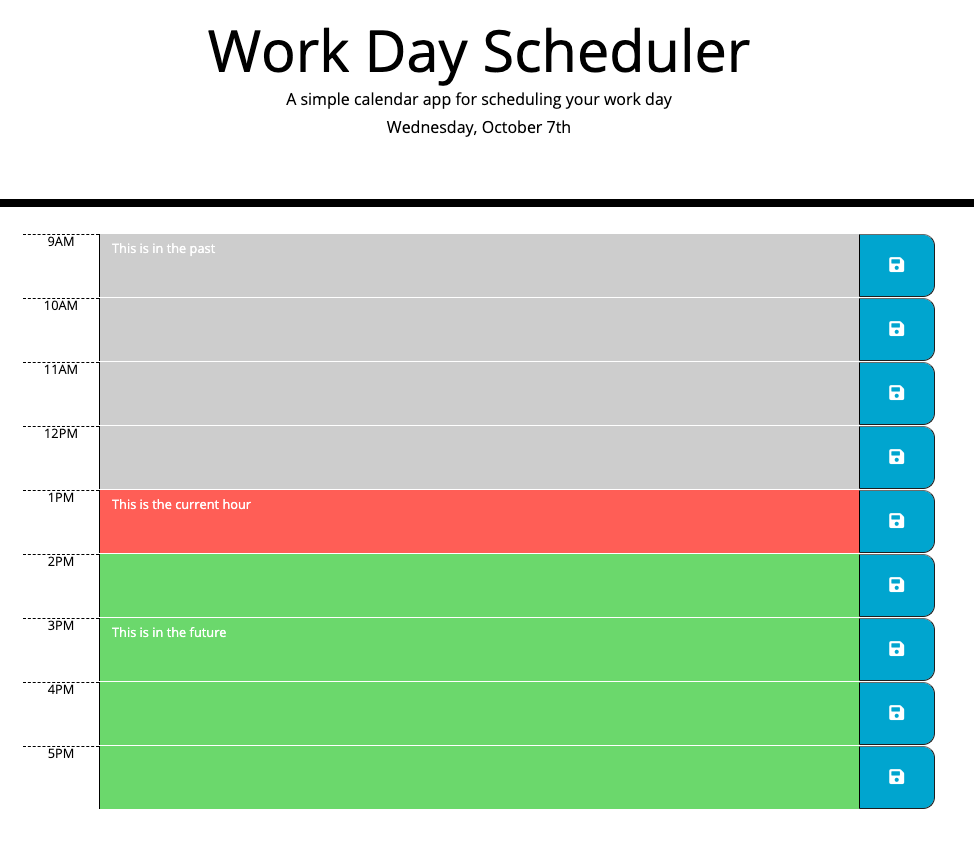 Work Day Scheduler
A simple calendar app for scheduling your work day
Wednesday, October 7th
9AM
This is in the past
10AM
11AM
12PM
1PM
This is the current hour
2PM
3PM
This is in the future
4PM
5PM